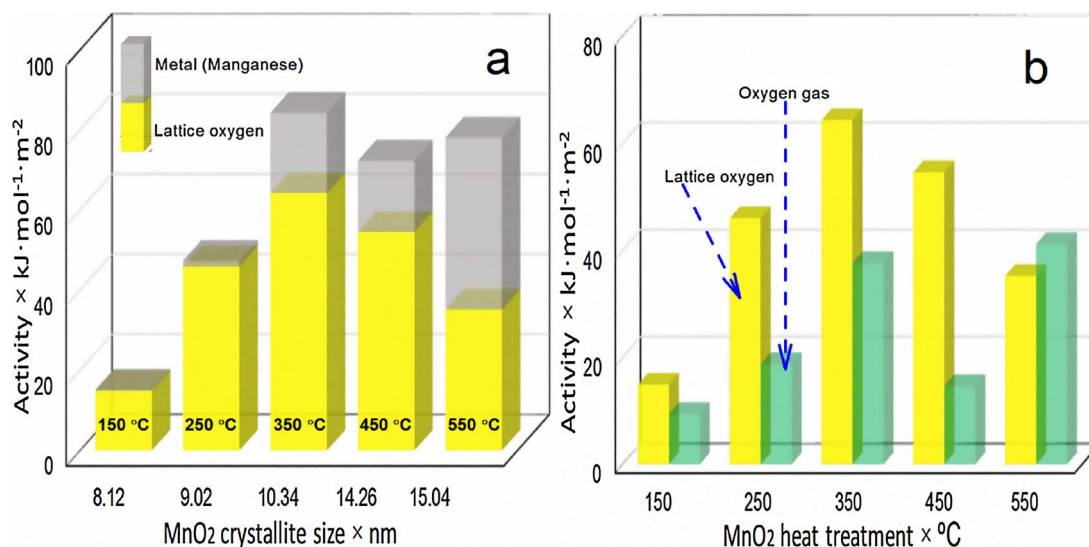 a
Metal (Manganese)
Lattice oxygen
100
80
60
40
20
0
Activity × kJ·mol⁻¹·m⁻²
150 °C 250 °C 350 °C 450 °C 550 °C
8.12 9.02 10.34 14.26 15.04
MnO₂ crystallite size × nm
b
Oxygen gas
Lattice oxygen
80
60
40
20
0
Activity × kJ·mol⁻¹·m⁻²
150 250 350 450 550
MnO₂ heat treatment × ºC